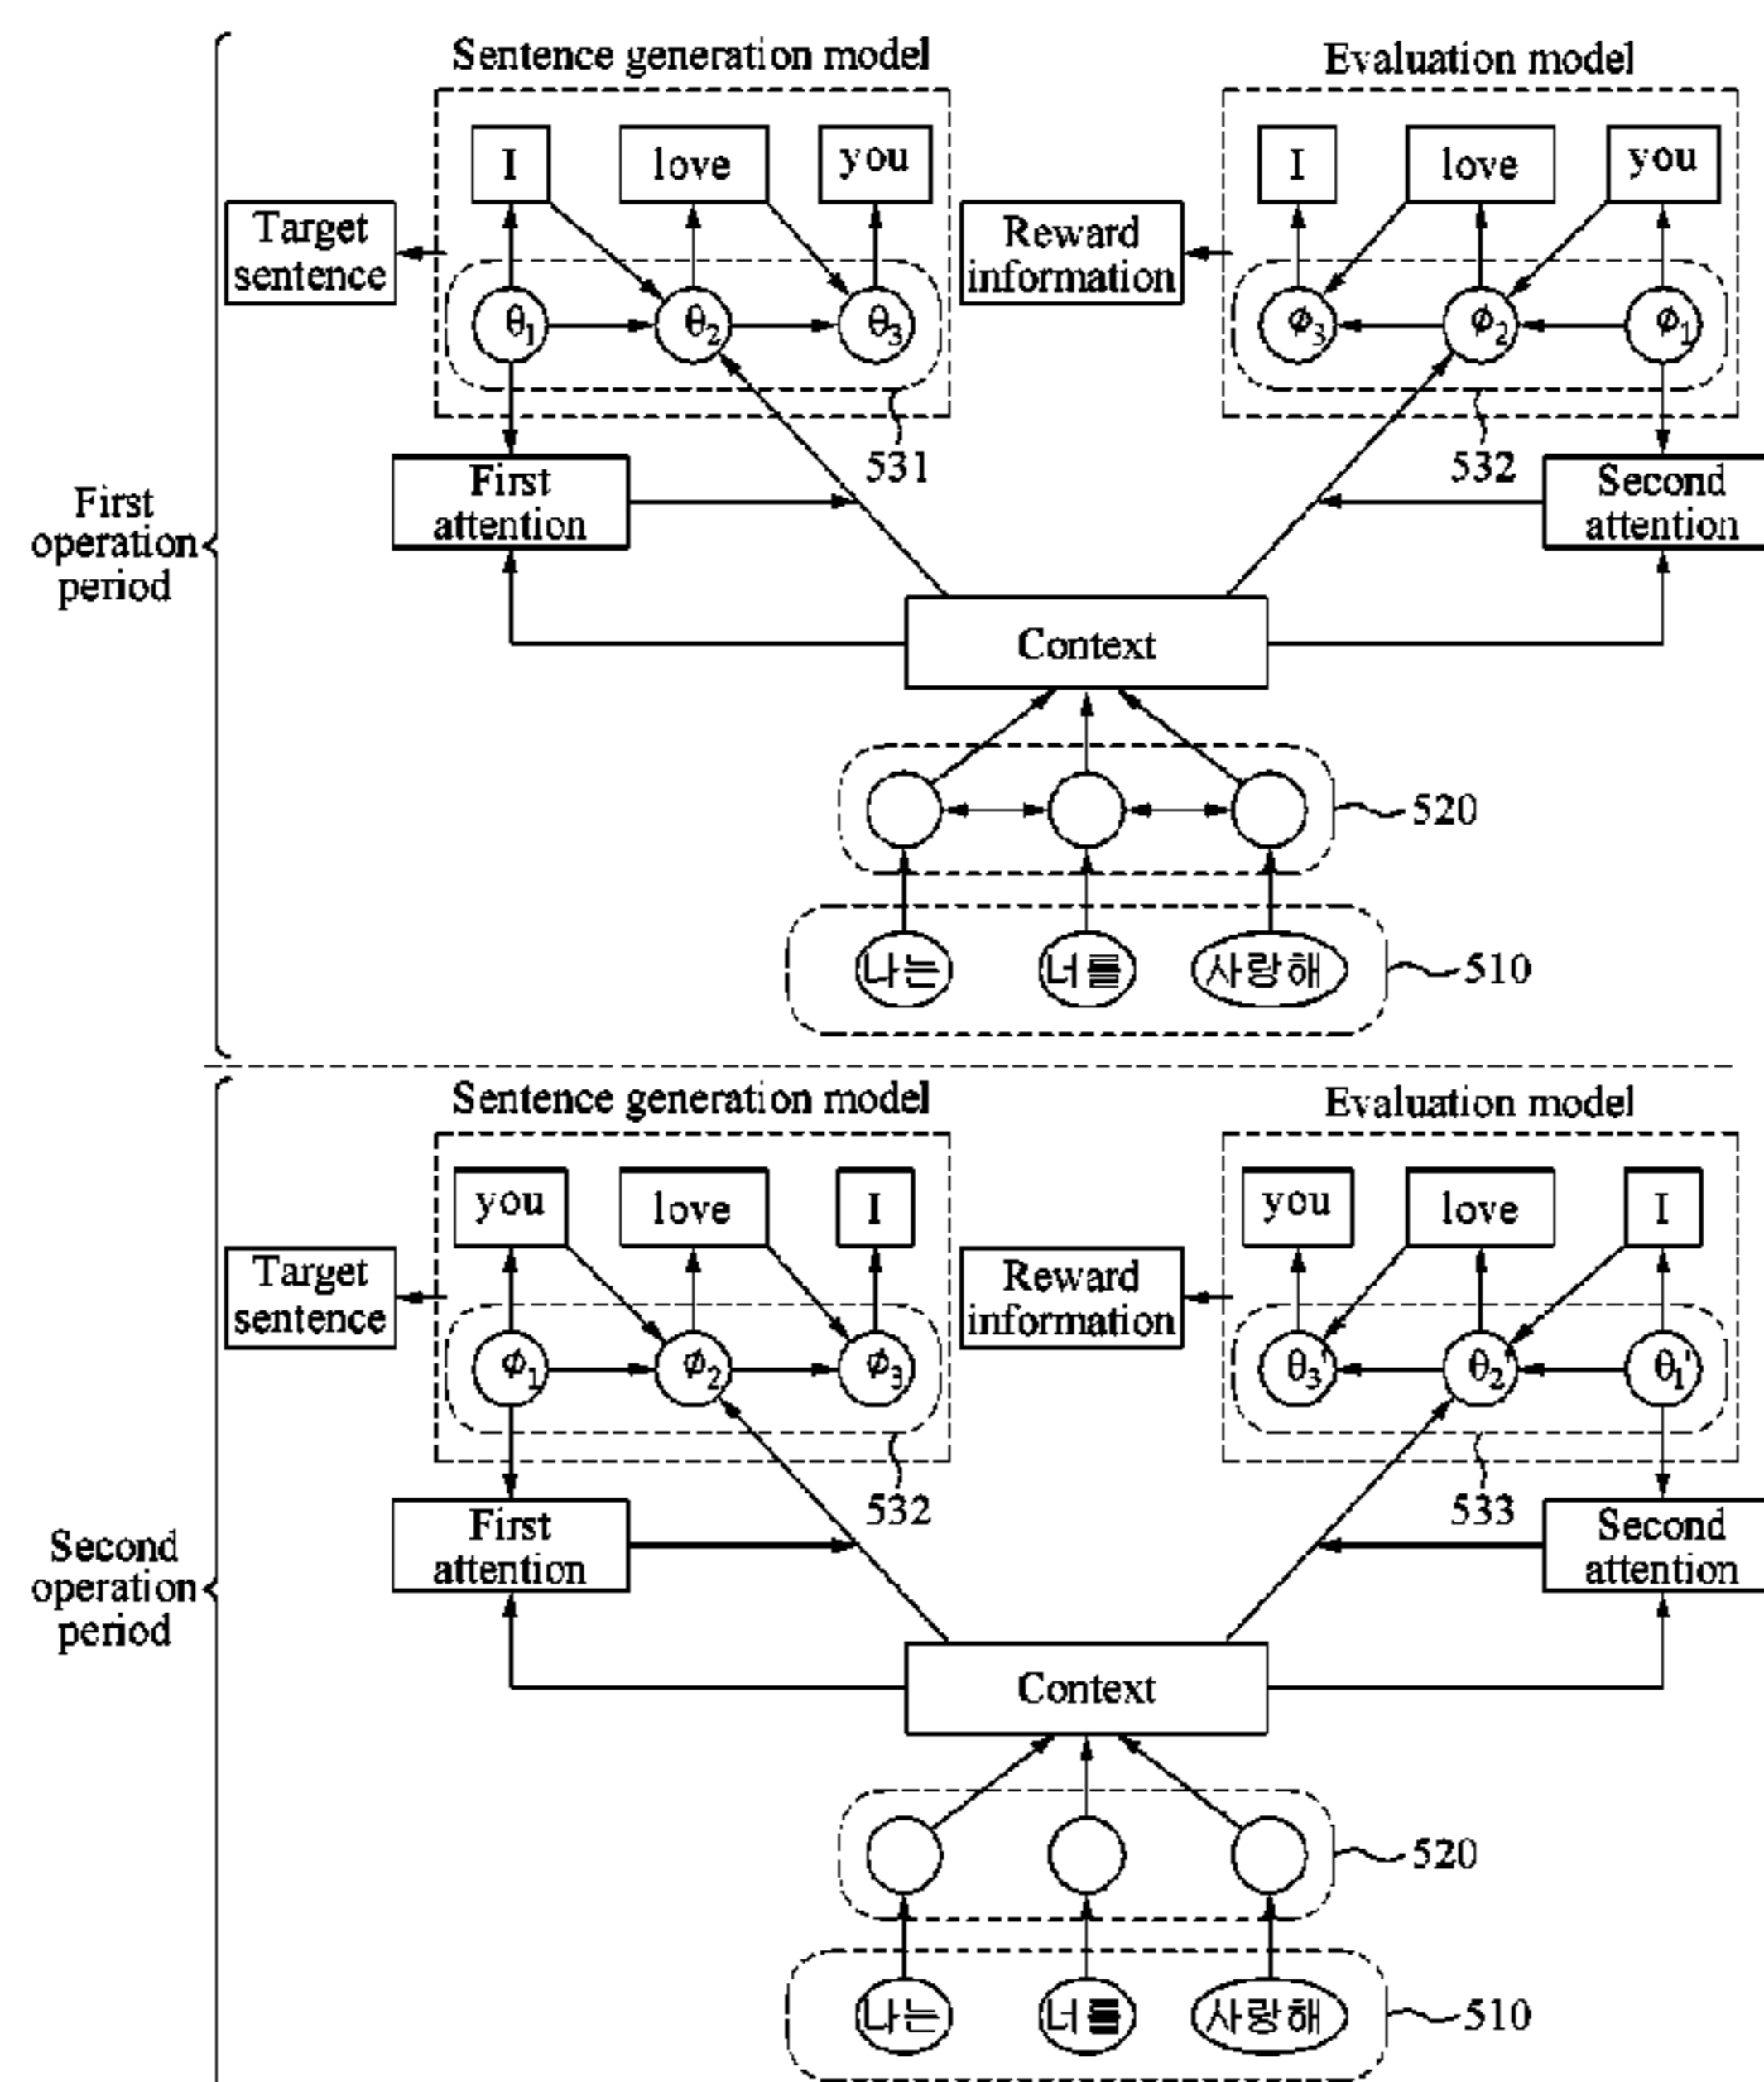 Sentence generation model
Evaluation model
I
love
you
I
love
you
Target
sentence
Reward
information
θ1
θ2
θ3
ϕ3
ϕ2
ϕ1
531
532
First
attention
Second
attention
First
operation
period
Context
520
나는
너를
사랑해
510
Sentence generation model
Evaluation model
you
love
I
you
love
I
Target
sentence
Reward
information
ϕ1
ϕ2
ϕ3
θ3'
θ2'
θ1'
532
533
First
attention
Second
attention
Second
operation
period
Context
520
나는
너를
사랑해
510